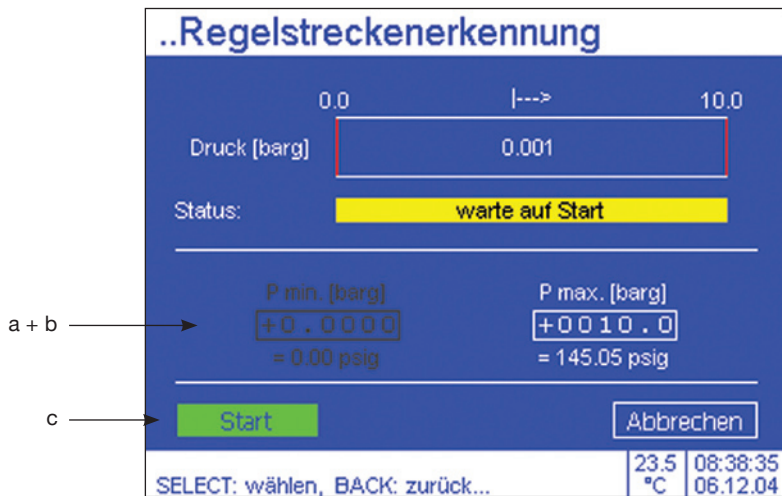 ..Regelstreckenerkennung
0.0 |---> 10.0
Druck [barg] 0.001
Status: warte auf Start
P min. [barg] P max. [barg]
a + b +0.0000 +0010.0
= 0.00 psig = 145.05 psig
c Start Abbrechen
SELECT: wählen, BACK: zurück... 23.5 °C 08:38:35 06.12.04